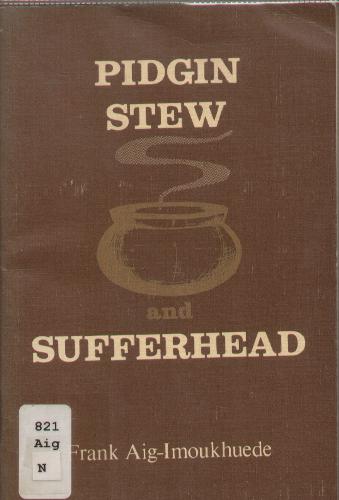 PIDGIN
STEW
and
SUFFERHEAD
821
Aig
N
Frank Aig-Imoukhuede